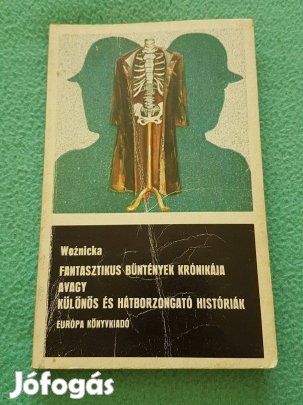 Woźnicka
FANTASZTIKUS BŰNTÉNYEK KRÓNIKÁJA
AVAGY
KÜLÖNÖS ÉS HÁTBORZONGATÓ HISTÓRIÁK
EURÓPA KÖNYVKIADÓ
Jófogás